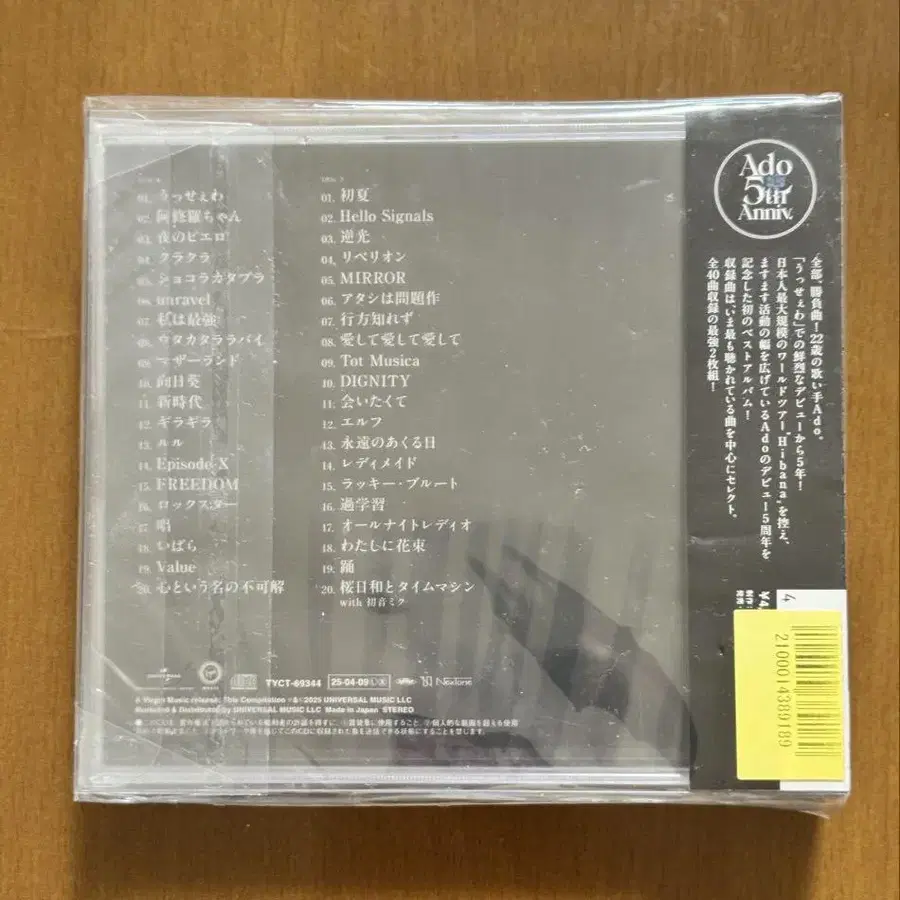 01. うっせぇわ
02. 阿修羅ちゃん
03. 夜のピエロ
04. クラクラ
05. ショコラカタブラ
06. unravel
07. 私は最強
08. ウタカタララバイ
09. マザーランド
10. 向日葵
11. 新時代
12. ギラギラ
13. ルル
14. Episode X
15. FREEDOM
16. ロックスター
17. 唱
18. いばら
19. Value
20. 心という名の不可解
01. 初夏
02. Hello Signals
03. 逆光
04. リベリオン
05. MIRROR
06. アタシは問題作
07. 行方知れず
08. 愛して愛して愛して
09. Tot Musica
10. DIGNITY
11. 会いたくて
12. エルフ
13. 永遠のあくる日
14. レディメイド
15. ラッキー・ブルート
16. 過学習
17. オールナイトレディオ
18. わたしに花束
19. 踊
20. 桜日和とタイムマシン
with 初音ミク
TYCT-69344 25-04-09 NexTone
A Virgin Music release; This Compilation ℗&© 2025 UNIVERSAL MUSIC LLC
Marketed & Distributed by UNIVERSAL MUSIC LLC Made in Japan STEREO
Ado
5th
Anniv.
全部、勝負曲！22歳の歌い手Ado。
「うっせぇわ」での鮮烈なデビューから5年！
日本人最大規模のワールドツアー"Hibana"を控え、
ますます活動の幅を広げているAdoのデビュー5周年を
記念した初のベストアルバム！
収録曲は、いま最も聴かれている曲を中心にセレクト。
全40曲収録の最強2枚組！
4
2100014389189